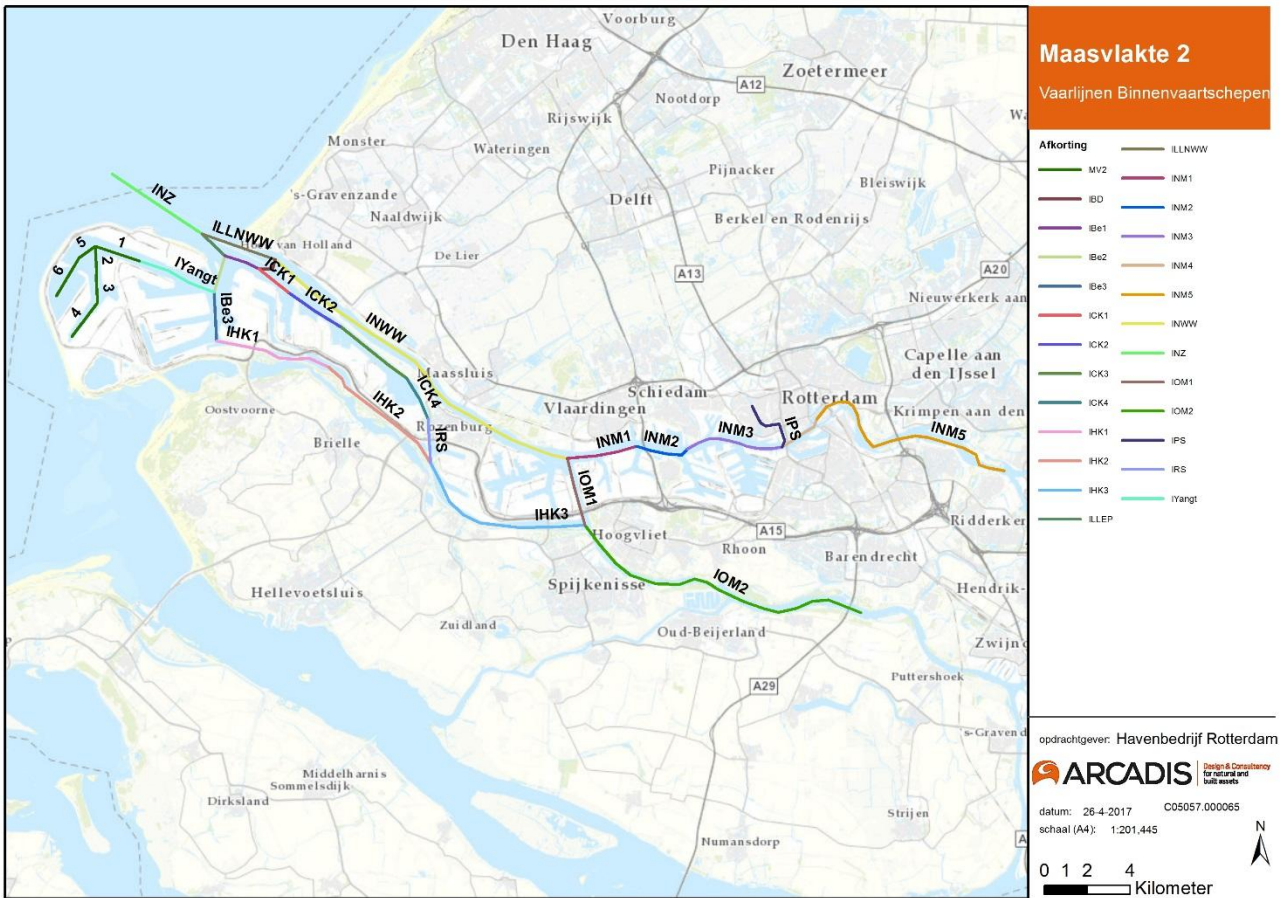 Voorburg
Den Haag
Zoetermeer
A12
Nootdorp
Rijswijk
Monster
Wateringen
Pijnacker
Bleiswijk
's-Gravenzande
Delft
Naaldwijk
Berkel en Rodenrijs
INZ
ILLNWW
van Holland
De Lier
A13
A20
5
1
2
6
3
4
IYangt
ICK1
IBe3
ICK2
INWW
Nieuwerkerk aan
IHK1
Capelle aan
den IJssel
Maassluis
ICK4
Schiedam
Rotterdam
Vlaardingen
Krimpen aan den
Oostvoorne
IHK2
Rozenburg
Brielle
IRS
INM1
INM2
INM3
IPS
INM5
IOM1
IHK3
Hoogvliet
A15
Ridderker
Rhoon
Barendrecht
Spijkenisse
IOM2
Hendrik-
Hellevoetsluis
Zuidland
Oud-Beijerland
Zwijn
Puttershoek
A29
's-Gravend
Middelharnis
Sommelsdijk
Dirksland
Strijen
Numansdorp
Maasvlakte 2
Vaarlijnen Binnenvaartschepen
Afkorting
MV2
IBD
IBe1
IBe2
IBe3
ICK1
ICK2
ICK3
ICK4
IHK1
IHK2
IHK3
ILLEP
ILLNWW
INM1
INM2
INM3
INM4
INM5
INWW
INZ
IOM1
IOM2
IPS
IRS
IYangt
opdrachtgever: Havenbedrijf Rotterdam
ARCADIS
Design & Consultancy
for natural and
built assets
datum: 26-4-2017 C05057.000065
schaal (A4): 1:201.445
N
0 1 2 4
Kilometer